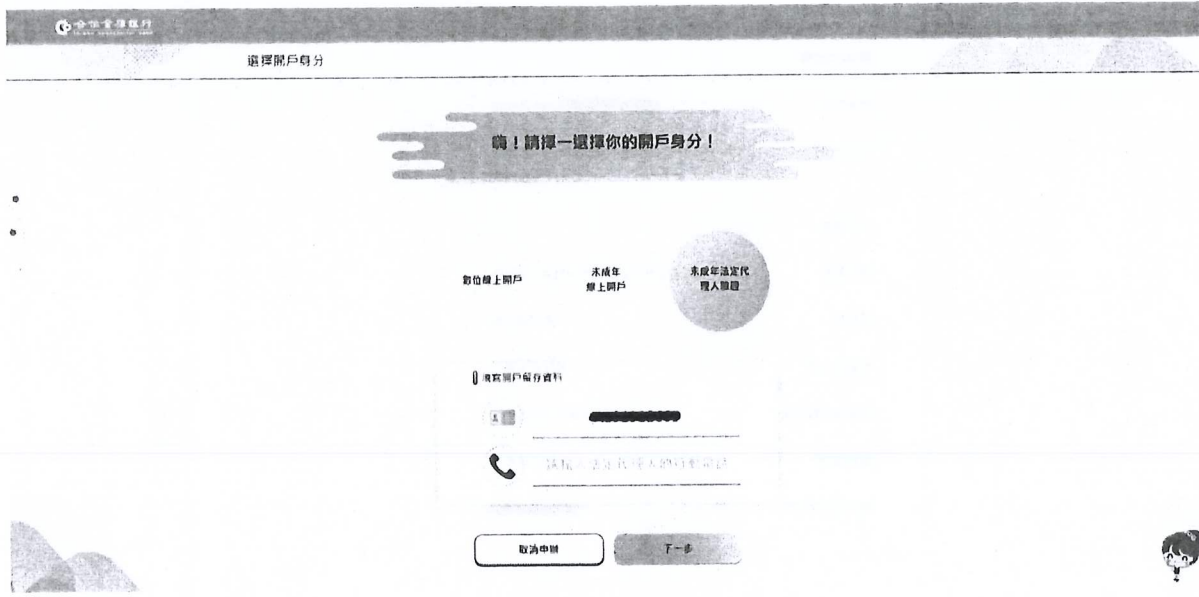 合作金庫銀行
選擇開戶身分
嗨！請擇一選擇你的開戶身分！
數位線上開戶
未成年
線上開戶
未成年法定代
理人驗證
填寫開戶留存資料
取消申辦
下一步